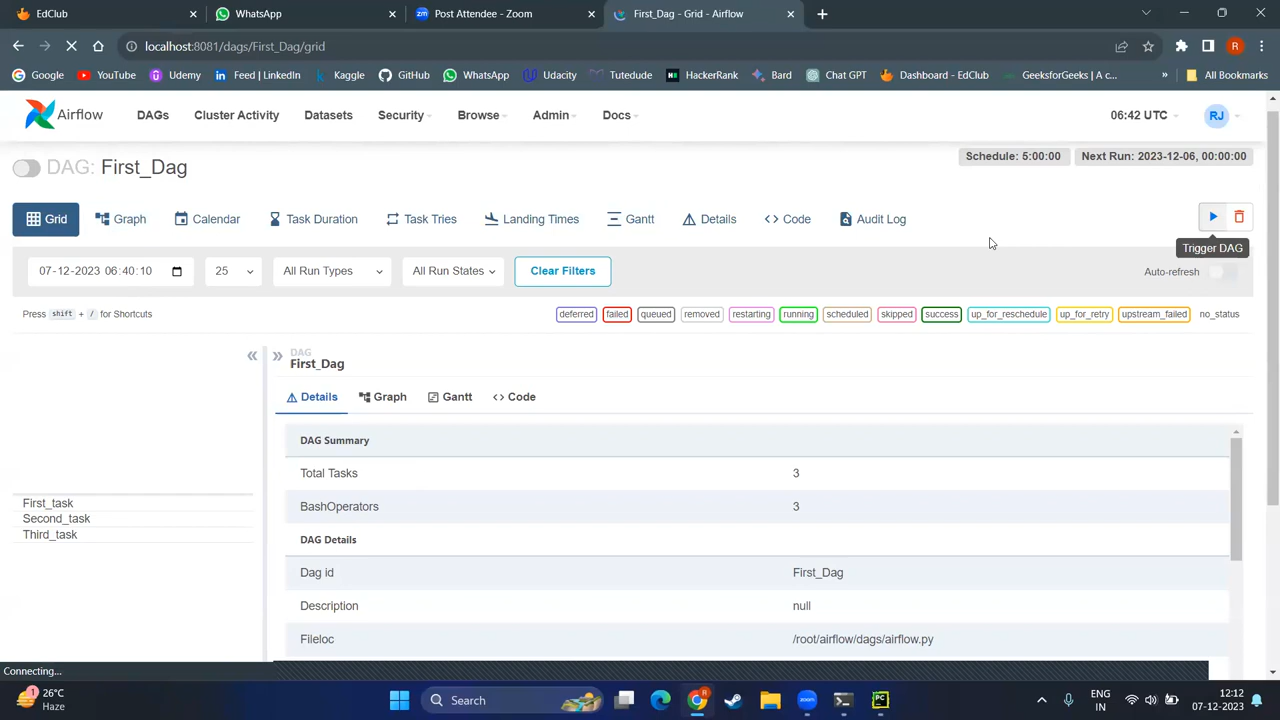 EdClub
WhatsApp
Post Attendee - Zoom
First_Dag - Grid - Airflow
localhost:8081/dags/First_Dag/grid
R
Google YouTube Udemy Feed | LinkedIn Kaggle GitHub WhatsApp Udacity Tutedude HackerRank Bard Chat GPT Dashboard - EdClub GeeksforGeeks | A c... » All Bookmarks
Airflow DAGs Cluster Activity Datasets Security Browse Admin Docs 06:42 UTC RJ
DAG: First_Dag
Schedule: 5:00:00 Next Run: 2023-12-06, 00:00:00
Grid Graph Calendar Task Duration Task Tries Landing Times Gantt Details Code Audit Log
Trigger DAG
07-12-2023 06:40:10 25 All Run Types All Run States Clear Filters Auto-refresh
Press shift + / for Shortcuts
deferred failed queued removed restarting running scheduled skipped success up_for_reschedule up_for_retry upstream_failed no_status
DAG
First_Dag
Details Graph Gantt Code
DAG Summary
Total Tasks 3
BashOperators 3
DAG Details
Dag id First_Dag
Description null
Fileloc /root/airflow/dags/airflow.py
First_task
Second_task
Third_task
Connecting...
1
26°C
Haze
Search
R
PC
ENG
IN
12:12
07-12-2023